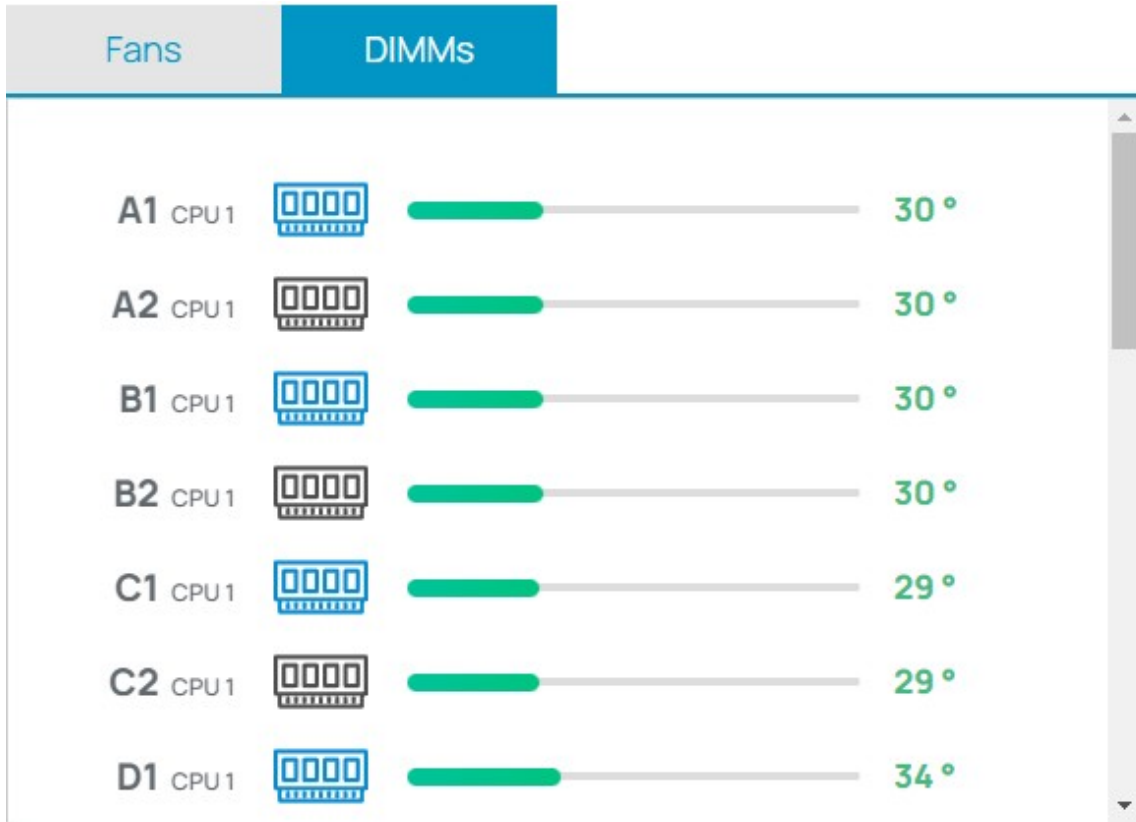 Fans DIMMs
A1 CPU 1 30 °
A2 CPU 1 30 °
B1 CPU 1 30 °
B2 CPU 1 30 °
C1 CPU 1 29 °
C2 CPU 1 29 °
D1 CPU 1 34 °